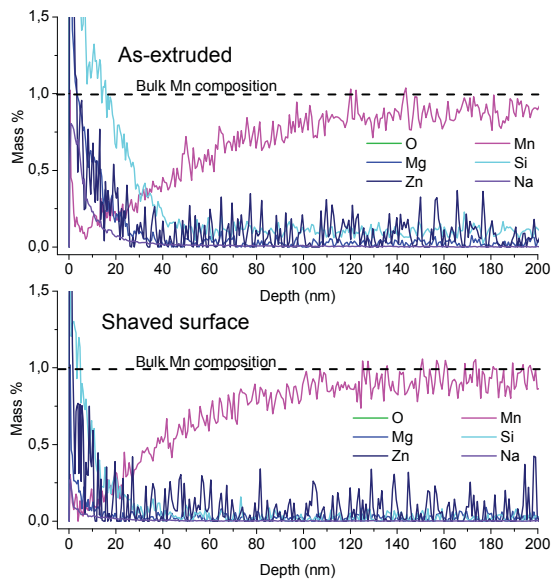 1,5
As-extruded
Bulk Mn composition
1,0
Mass %
O Mn
Mg Si
Zn Na
0,5
0,0
0 20 40 60 80 100 120 140 160 180 200
Depth (nm)
1,5
Shaved surface
Bulk Mn composition
1,0
Mass %
O Mn
Mg Si
Zn Na
0,5
0,0
0 20 40 60 80 100 120 140 160 180 200
Depth (nm)